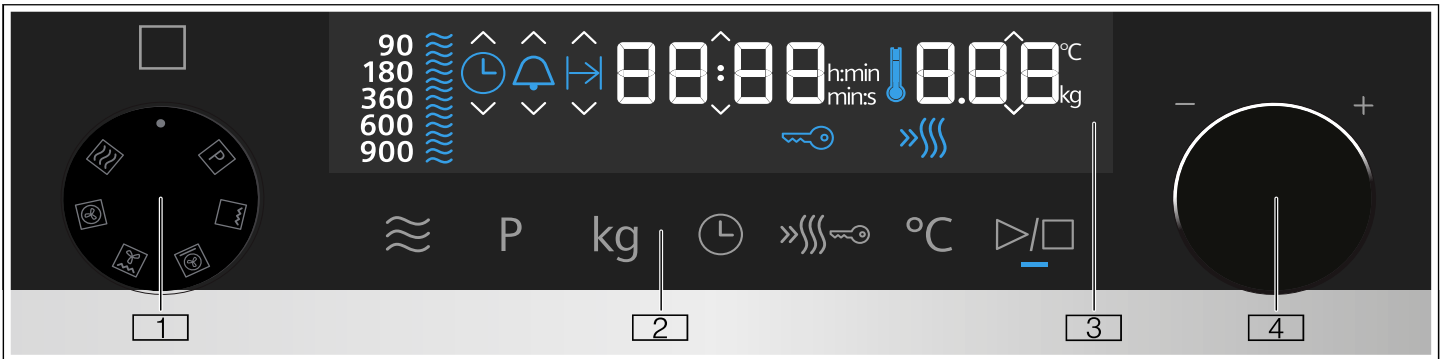 90
180
360
600
900
88:88 h:min
min:s
8.88 °C
kg
− +
P
P kg °C
1 2 3 4